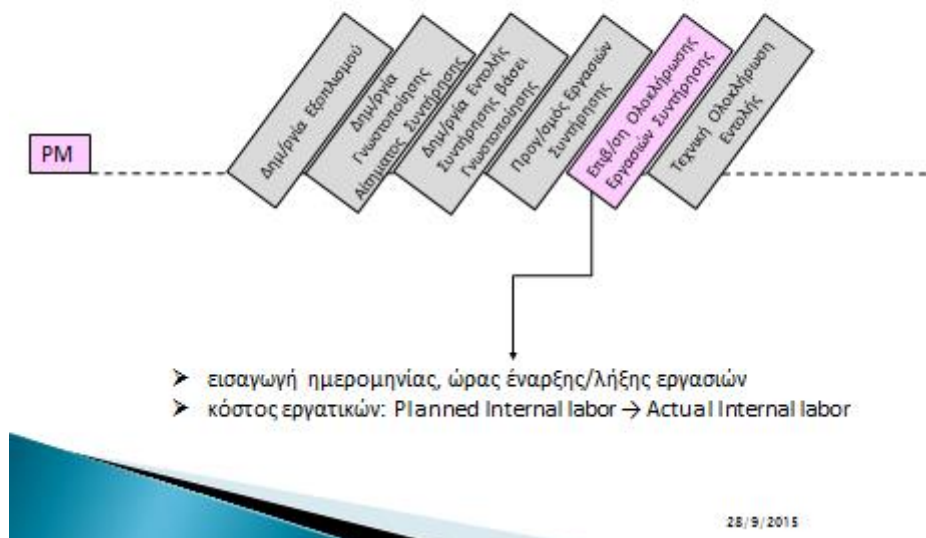 PM
Δημ/ργία Εξοπλισμού
Δημ/ργία
Γνωστοποίησης
Αιτήματος Συντήρησης
Δημ/ργία Εντολής
Συντήρησης βάσει
Γνωστοποίησης
Προγ/σμός Εργασιών
Συντήρησης
Επιβ/ση Ολοκλήρωσης
Εργασιών Συντήρησης
Τεχνική Ολοκλήρωση
Εντολής
➤ εισαγωγή ημερομηνίας, ώρας έναρξης/λήξης εργασιών
➤ κόστος εργατικών: Planned Internal labor → Actual Internal labor
28/9/2015